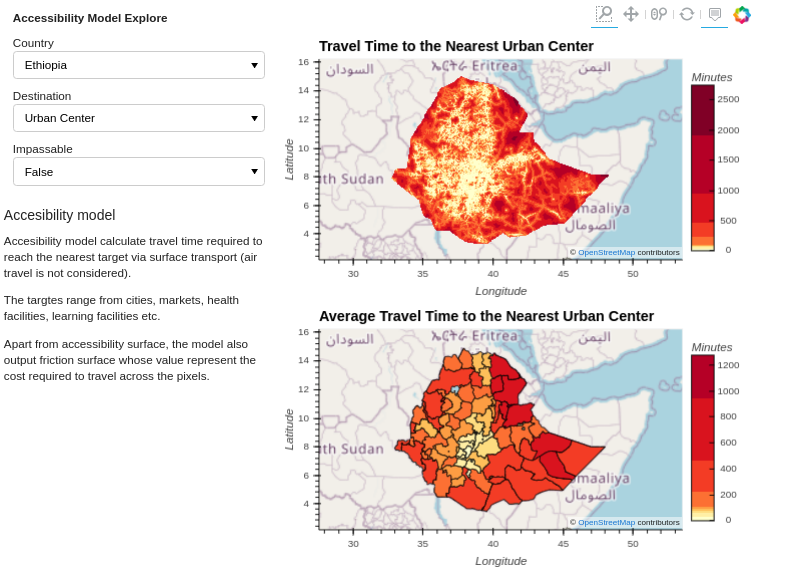 Accessibility Model Explore
Country
Ethiopia
Destination
Urban Center
Impassable
False
Accesibility model
Accesibility model calculate travel time required to
reach the nearest target via surface transport (air
travel is not considered).
The targtes range from cities, markets, health
facilities, learning facilities etc.
Apart from accessibility surface, the model also
output friction surface whose value represent the
cost required to travel across the pixels.
Travel Time to the Nearest Urban Center
Latitude
16
14
12
10
8
6
4
السودان
Eritrea
اليمن
th Sudan
maaliya
الصومال
© OpenStreetMap contributors
30 35 40 45 50
Longitude
Minutes
2500
2000
1500
1000
500
0
Average Travel Time to the Nearest Urban Center
Latitude
16
14
12
10
8
6
4
السودان
Eritrea
اليمن
th Sudan
maaliya
الصومال
© OpenStreetMap contributors
30 35 40 45 50
Longitude
Minutes
1200
1000
800
600
400
200
0